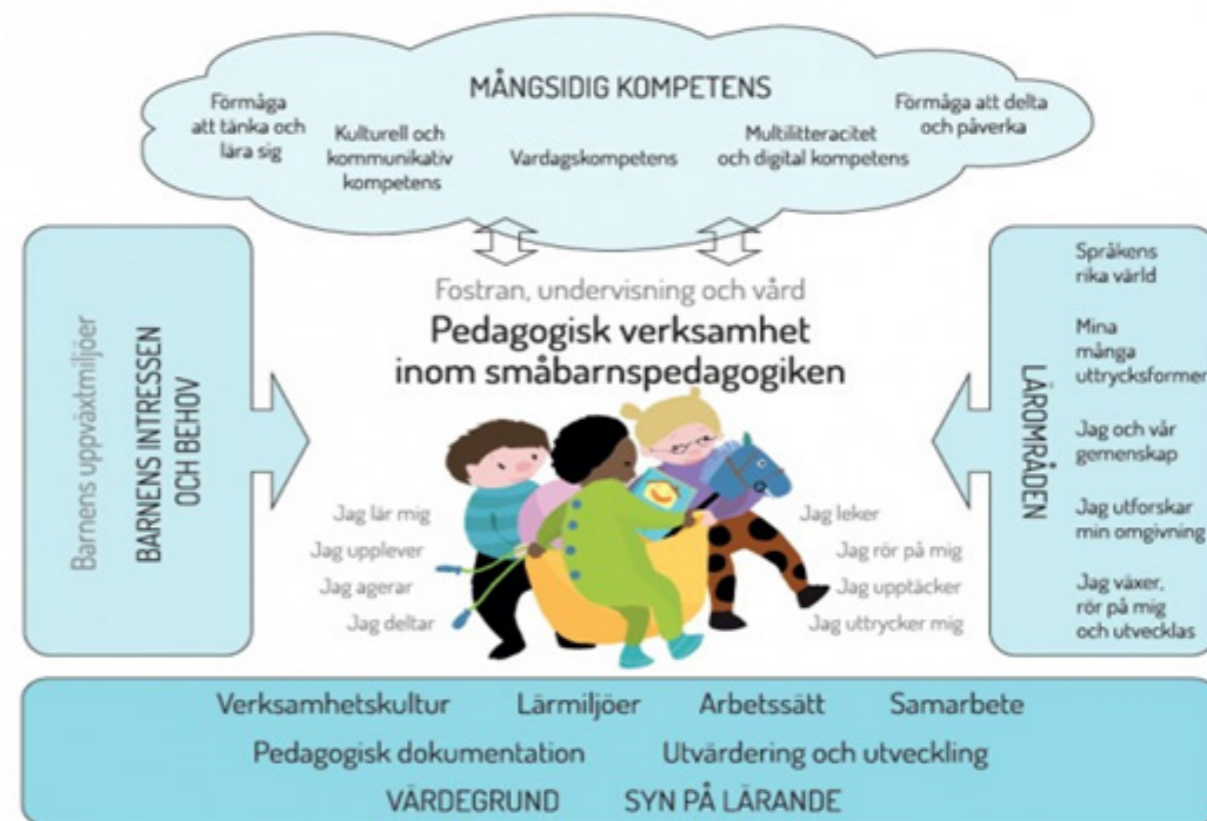 MÅNGSIDIG KOMPETENS
Förmåga
att tänka och
lära sig
Kulturell och
kommunikativ
kompetens
Vardagskompetens
Multilitteracitet
och digital kompetens
Förmåga att delta
och påverka
Barnens uppväxtmiljöer
BARNENS INTRESSEN
OCH BEHOV
Fostran, undervisning och vård
Pedagogisk verksamhet
inom småbarnspedagogiken
Jag lär mig
Jag upplever
Jag agerar
Jag deltar
Jag leker
Jag rör på mig
Jag upptäcker
Jag uttrycker mig
LÄROMRÅDEN
Språkens
rika värld
Mina
många
uttrycksformer
Jag och vår
gemenskap
Jag utforskar
min omgivning
Jag växer,
rör på mig
och utvecklas
Verksamhetskultur Lärmiljöer Arbetssätt Samarbete
Pedagogisk dokumentation Utvärdering och utveckling
VÄRDEGRUND SYN PÅ LÄRANDE